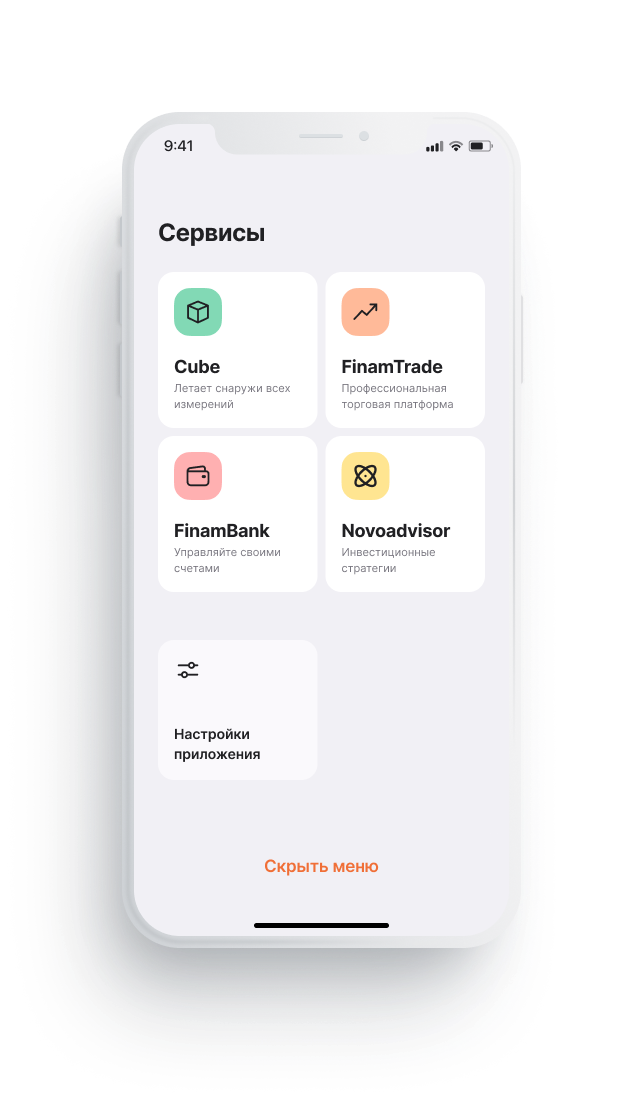 9:41
Сервисы
Cube
Летает снаружи всех
измерений
FinamTrade
Профессиональная
торговая платформа
FinamBank
Управляйте своими
счетами
Novoadvisor
Инвестиционные
стратегии
Настройки
приложения
Скрыть меню